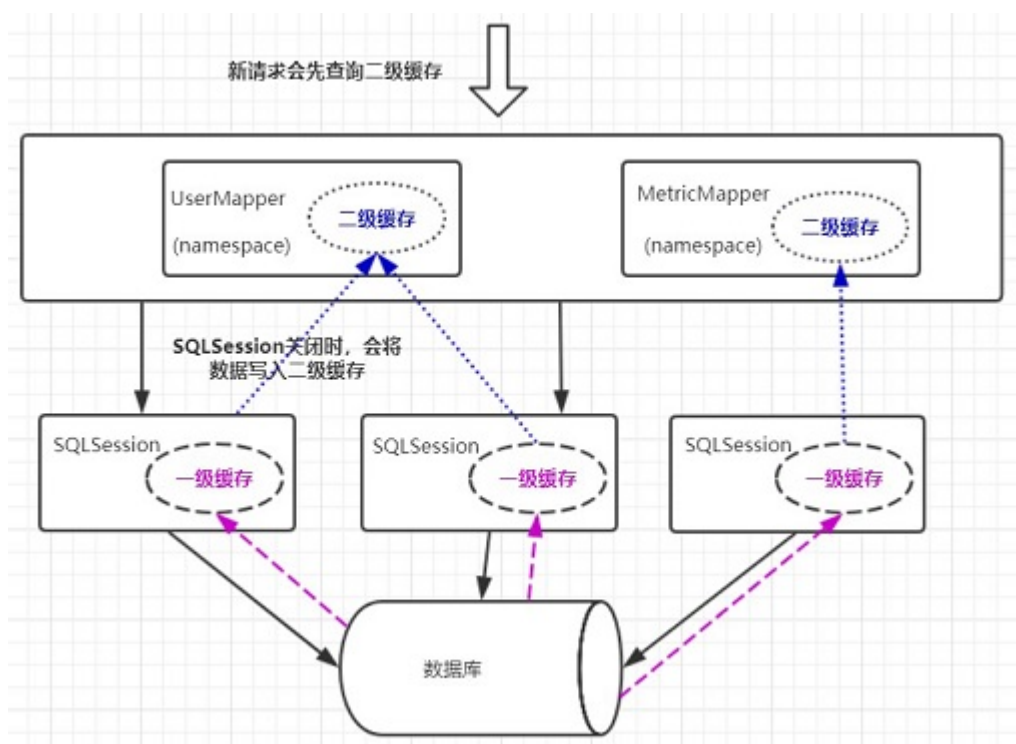 新请求会先查询二级缓存
UserMapper
二级缓存
(namespace)
MetricMapper
二级缓存
(namespace)
SQLSession关闭时，会将
数据写入二级缓存
SQLSession
一级缓存
SQLSession
一级缓存
SQLSession
一级缓存
数据库